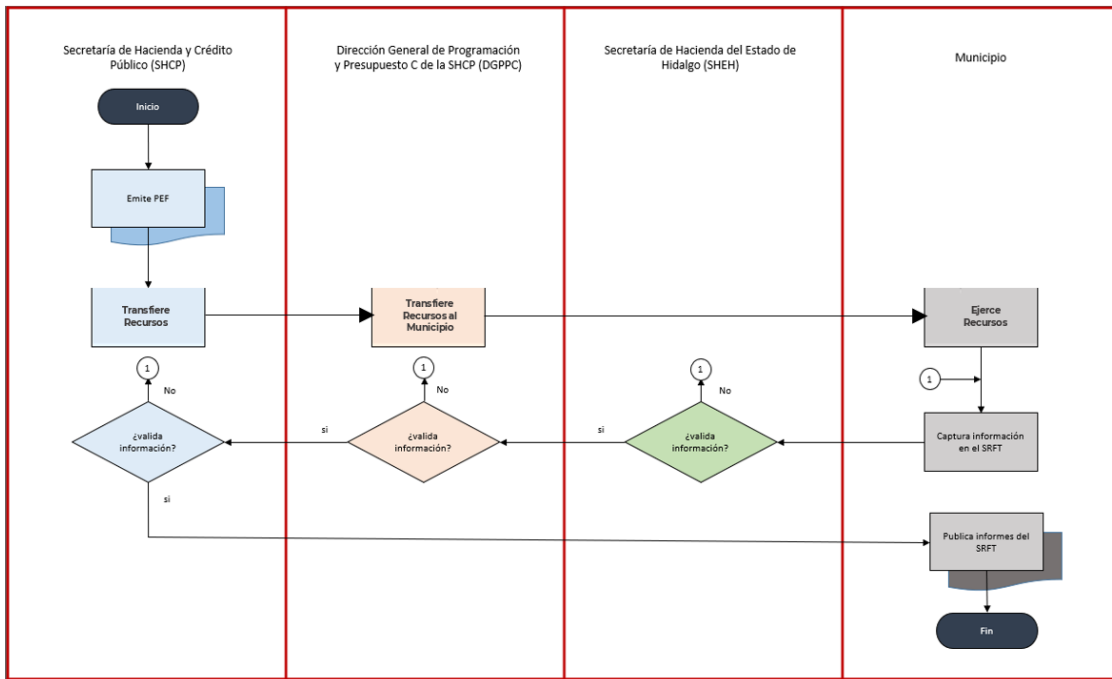 Secretaría de Hacienda y Crédito
Público (SHCP)
Dirección General de Programación
y Presupuesto C de la SHCP (DGPPC)
Secretaría de Hacienda del Estado de
Hidalgo (SHEH)
Municipio
Inicio
Emite PEF
Transfiere
Recursos
Transfiere
Recursos al
Municipio
Ejerce
Recursos
1
No
1
No
1
No
1
¿valida
información?
si
¿valida
información?
si
¿valida
información?
Captura información
en el SRFT
si
Publica informes del
SRFT
Fin